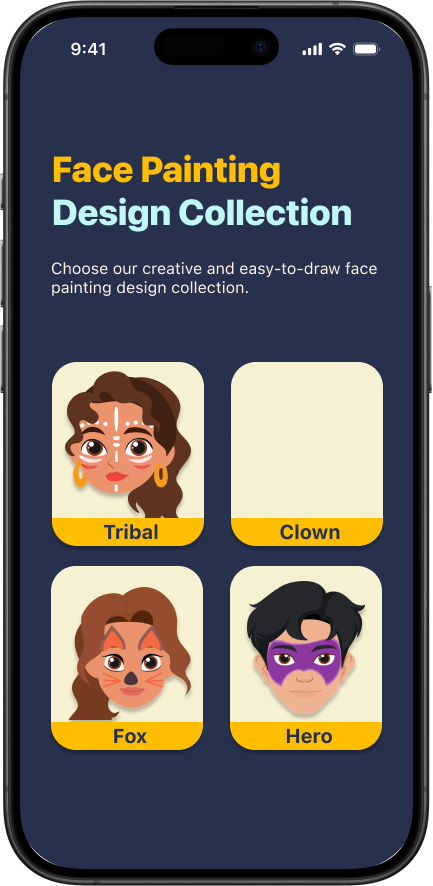 9:41
Face Painting
Design Collection
Choose our creative and easy-to-draw face
painting design collection.
Tribal
Clown
Fox
Hero